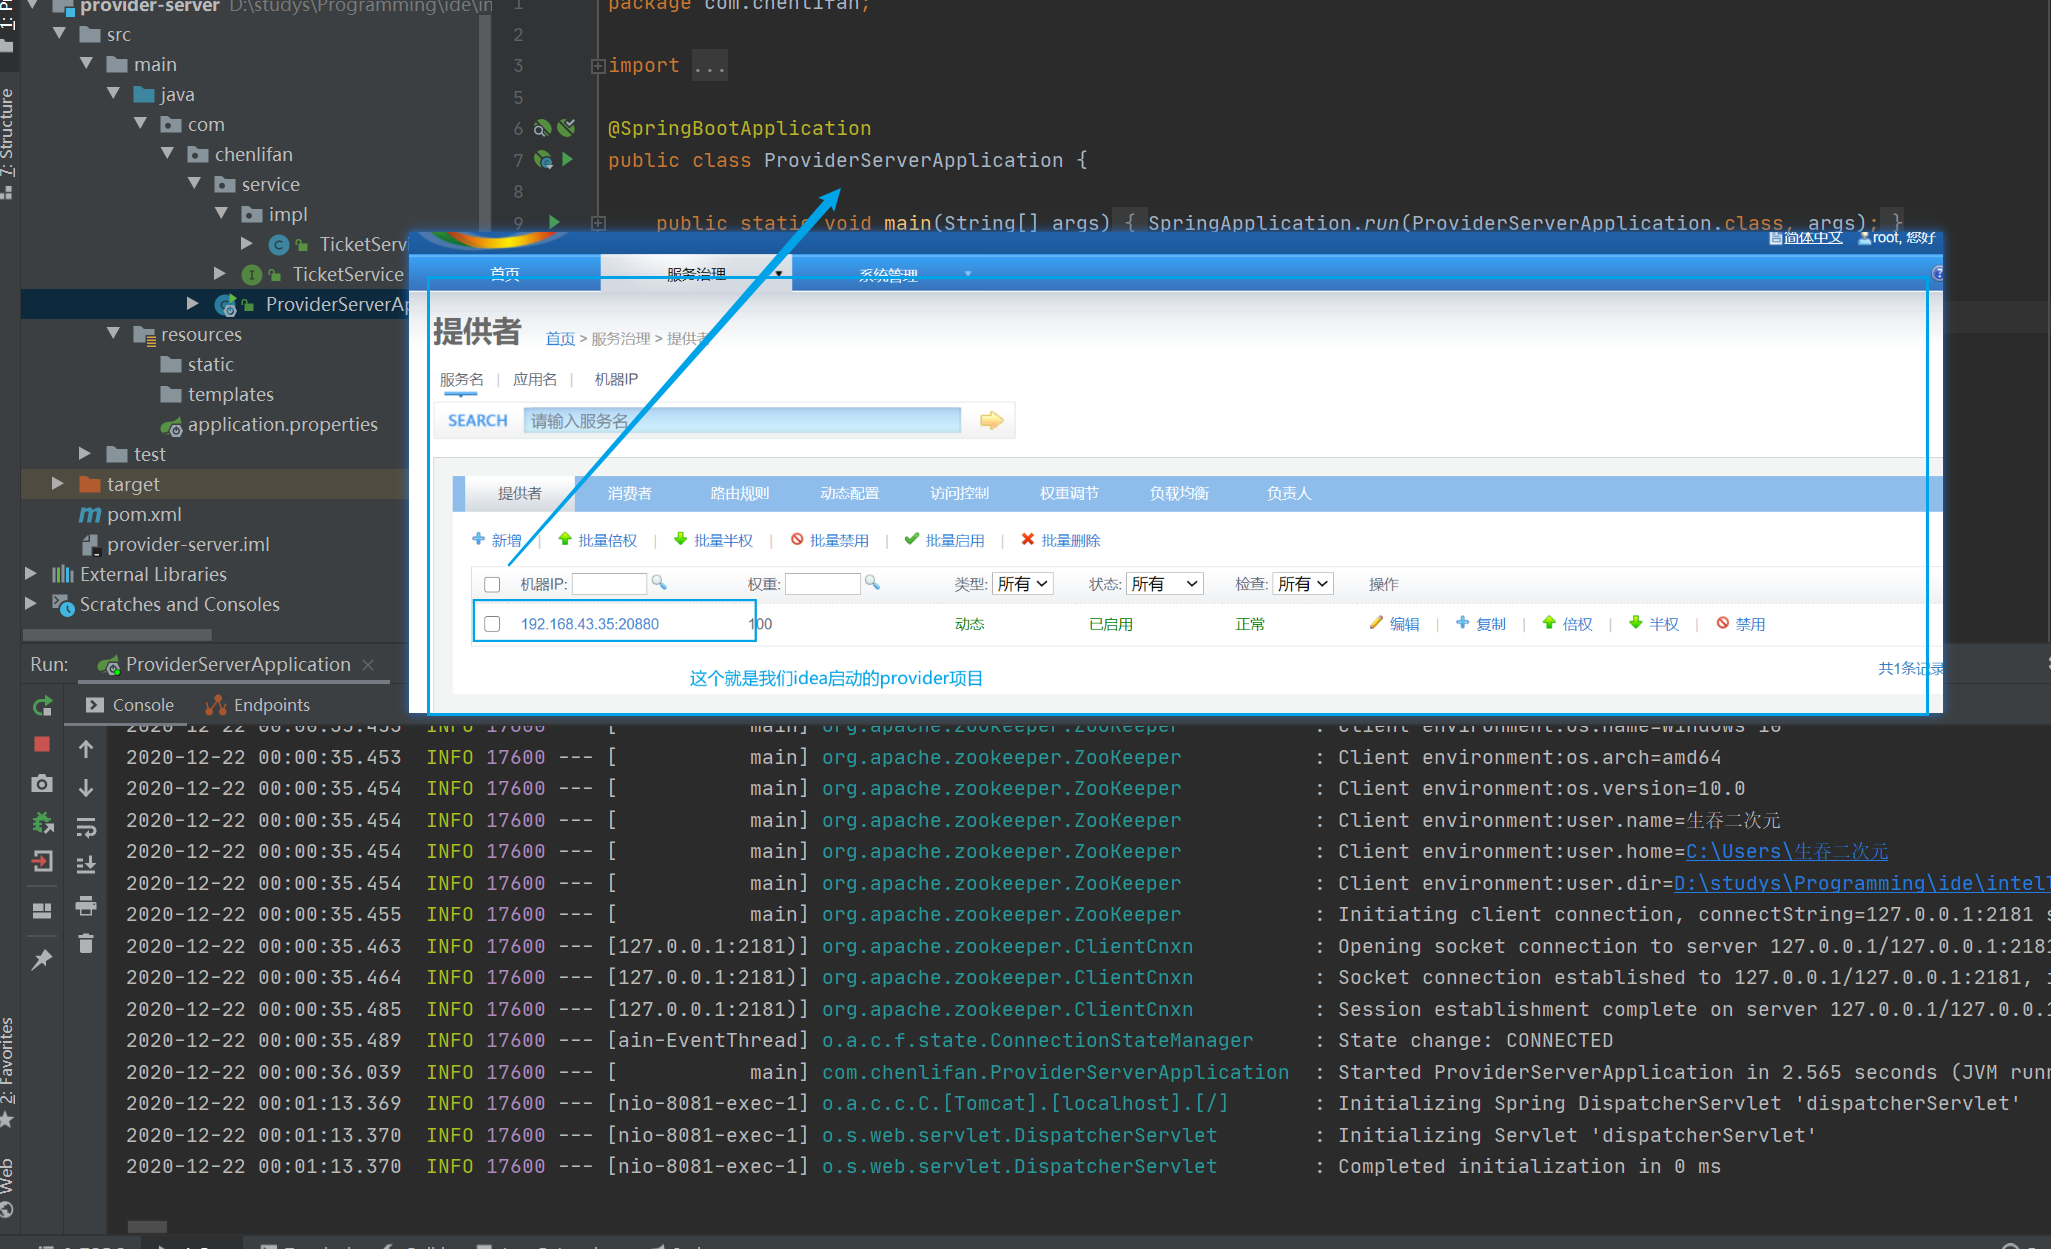 provider-server D:\studys\Programming\ide\in
src
main
java
com
chenlifan
service
impl
TicketServi
TicketService
ProviderServerAp
resources
static
templates
application.properties
test
target
pom.xml
provider-server.iml
External Libraries
Scratches and Consoles
7: Structure
2: Favorites
Web
1 package com.chenlifan;
2
3 import ...
5
6 @SpringBootApplication
7 public class ProviderServerApplication {
8
9 public static void main(String[] args) { SpringApplication.run(ProviderServerApplication.class, args); }
简体中文 root, 您好
首页 服务治理 系统管理
提供者 首页 > 服务治理 > 提供者
服务名 | 应用名 | 机器IP
SEARCH 请输入服务名
提供者 消费者 路由规则 动态配置 访问控制 权重调节 负载均衡 负责人
新增 | 批量倍权 | 批量半权 | 批量禁用 | 批量启用 | 批量删除
机器IP: 权重: 类型: 所有 状态: 所有 检查: 所有 操作
192.168.43.35:20880 100 动态 已启用 正常 编辑 | 复制 | 倍权 | 半权 | 禁用
共1条记录
这个就是我们idea启动的provider项目
Run: ProviderServerApplication
Console Endpoints
2020-12-22 00:00:35.453 INFO 17600 --- [ main] org.apache.zookeeper.ZooKeeper : Client environment:os.name=Windows 10
2020-12-22 00:00:35.453 INFO 17600 --- [ main] org.apache.zookeeper.ZooKeeper : Client environment:os.arch=amd64
2020-12-22 00:00:35.454 INFO 17600 --- [ main] org.apache.zookeeper.ZooKeeper : Client environment:os.version=10.0
2020-12-22 00:00:35.454 INFO 17600 --- [ main] org.apache.zookeeper.ZooKeeper : Client environment:user.name=生吞二次元
2020-12-22 00:00:35.454 INFO 17600 --- [ main] org.apache.zookeeper.ZooKeeper : Client environment:user.home=C:\Users\生吞二次元
2020-12-22 00:00:35.454 INFO 17600 --- [ main] org.apache.zookeeper.ZooKeeper : Client environment:user.dir=D:\studys\Programming\ide\intell
2020-12-22 00:00:35.455 INFO 17600 --- [ main] org.apache.zookeeper.ZooKeeper : Initiating client connection, connectString=127.0.0.1:2181 s
2020-12-22 00:00:35.463 INFO 17600 --- [127.0.0.1:2181)] org.apache.zookeeper.ClientCnxn : Opening socket connection to server 127.0.0.1/127.0.0.1:2181
2020-12-22 00:00:35.464 INFO 17600 --- [127.0.0.1:2181)] org.apache.zookeeper.ClientCnxn : Socket connection established to 127.0.0.1/127.0.0.1:2181, i
2020-12-22 00:00:35.485 INFO 17600 --- [127.0.0.1:2181)] org.apache.zookeeper.ClientCnxn : Session establishment complete on server 127.0.0.1/127.0.0.1
2020-12-22 00:00:35.489 INFO 17600 --- [ain-EventThread] o.a.c.f.state.ConnectionStateManager : State change: CONNECTED
2020-12-22 00:00:36.039 INFO 17600 --- [ main] com.chenlifan.ProviderServerApplication : Started ProviderServerApplication in 2.565 seconds (JVM runn
2020-12-22 00:01:13.369 INFO 17600 --- [nio-8081-exec-1] o.a.c.c.C.[Tomcat].[localhost].[/] : Initializing Spring DispatcherServlet 'dispatcherServlet'
2020-12-22 00:01:13.370 INFO 17600 --- [nio-8081-exec-1] o.s.web.servlet.DispatcherServlet : Initializing Servlet 'dispatcherServlet'
2020-12-22 00:01:13.370 INFO 17600 --- [nio-8081-exec-1] o.s.web.servlet.DispatcherServlet : Completed initialization in 0 ms